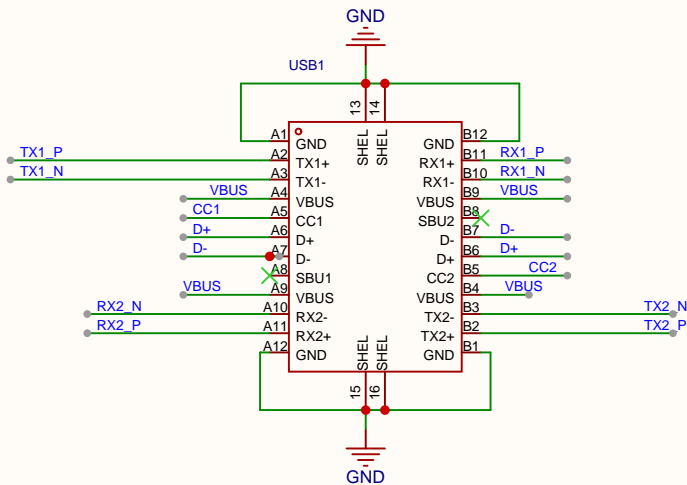 GND
USB1
13 14
SHEL SHEL
A1 GND GND B12
TX1_P A2 TX1+ RX1+ B11 RX1_P
TX1_N A3 TX1- RX1- B10 RX1_N
VBUS A4 VBUS VBUS B9 VBUS
CC1 A5 CC1 SBU2 B8
D+ A6 D+ D- B7 D-
D- A7 D- D+ B6 D+
A8 SBU1 CC2 B5 CC2
VBUS A9 VBUS VBUS B4 VBUS
RX2_N A10 RX2- TX2- B3 TX2_N
RX2_P A11 RX2+ TX2+ B2 TX2_P
A12 GND GND B1
SHEL SHEL
15 16
GND